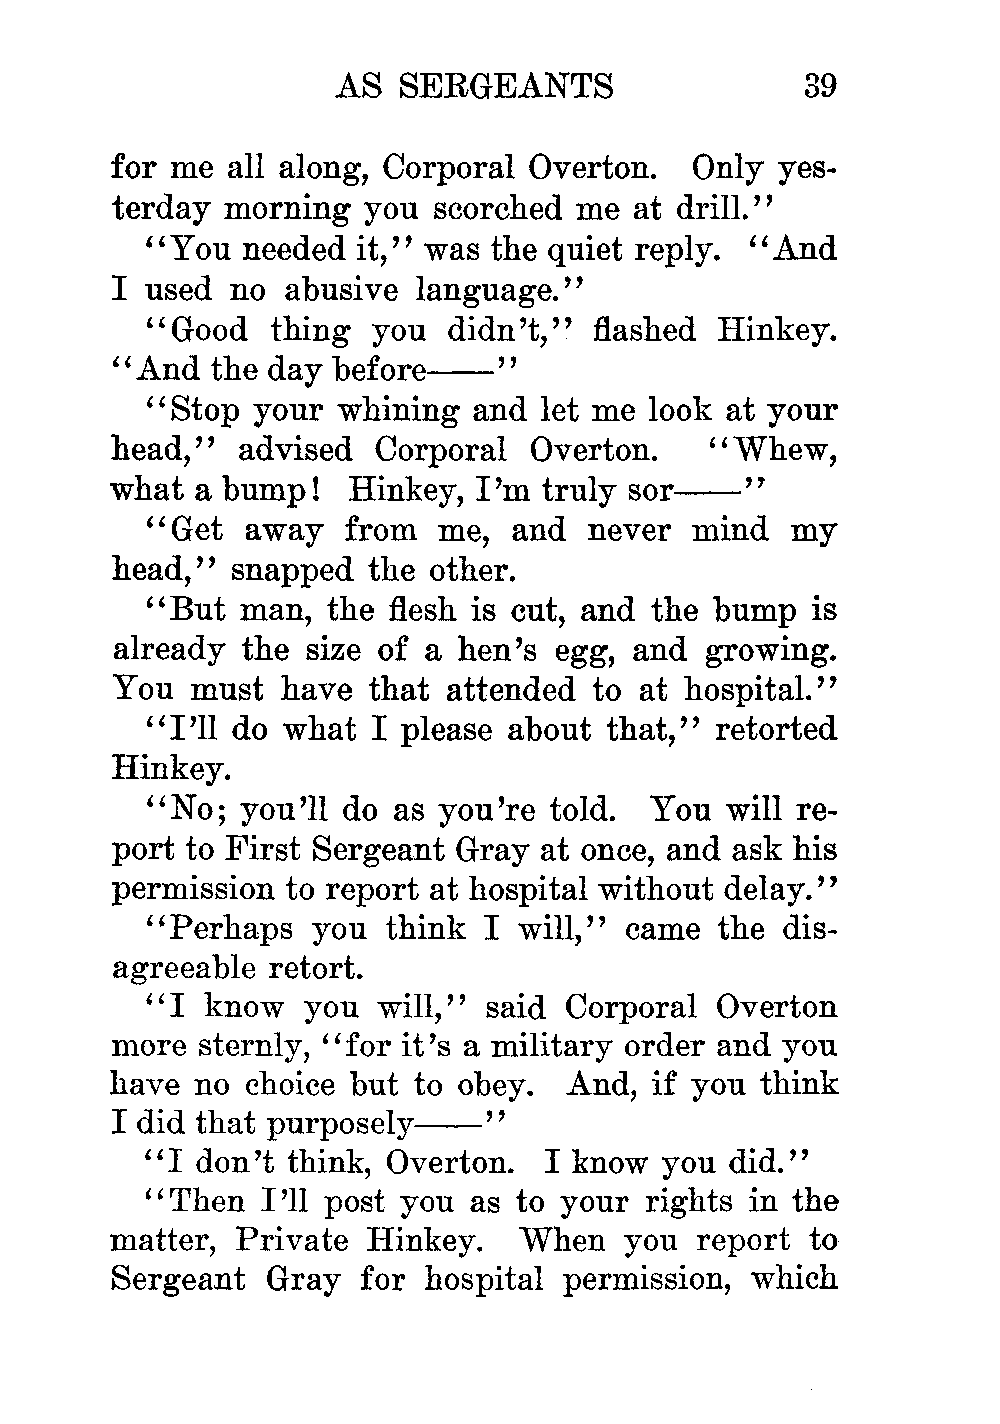 AS SERGEANTS 39
for me all along, Corporal Overton. Only yes-
terday morning you scorched me at drill."
"You needed it," was the quiet reply. "And
I used no abusive language."
"Good thing you didn't," flashed Hinkey.
"And the day before——"
"Stop your whining and let me look at your
head," advised Corporal Overton. "Whew,
what a bump! Hinkey, I'm truly sor——"
"Get away from me, and never mind my
head," snapped the other.
"But man, the flesh is cut, and the bump is
already the size of a hen's egg, and growing.
You must have that attended to at hospital."
"I'll do what I please about that," retorted
Hinkey.
"No; you'll do as you're told. You will re-
port to First Sergeant Gray at once, and ask his
permission to report at hospital without delay."
"Perhaps you think I will," came the dis-
agreeable retort.
"I know you will," said Corporal Overton
more sternly, "for it's a military order and you
have no choice but to obey. And, if you think
I did that purposely——"
"I don't think, Overton. I know you did."
"Then I'll post you as to your rights in the
matter, Private Hinkey. When you report to
Sergeant Gray for hospital permission, which